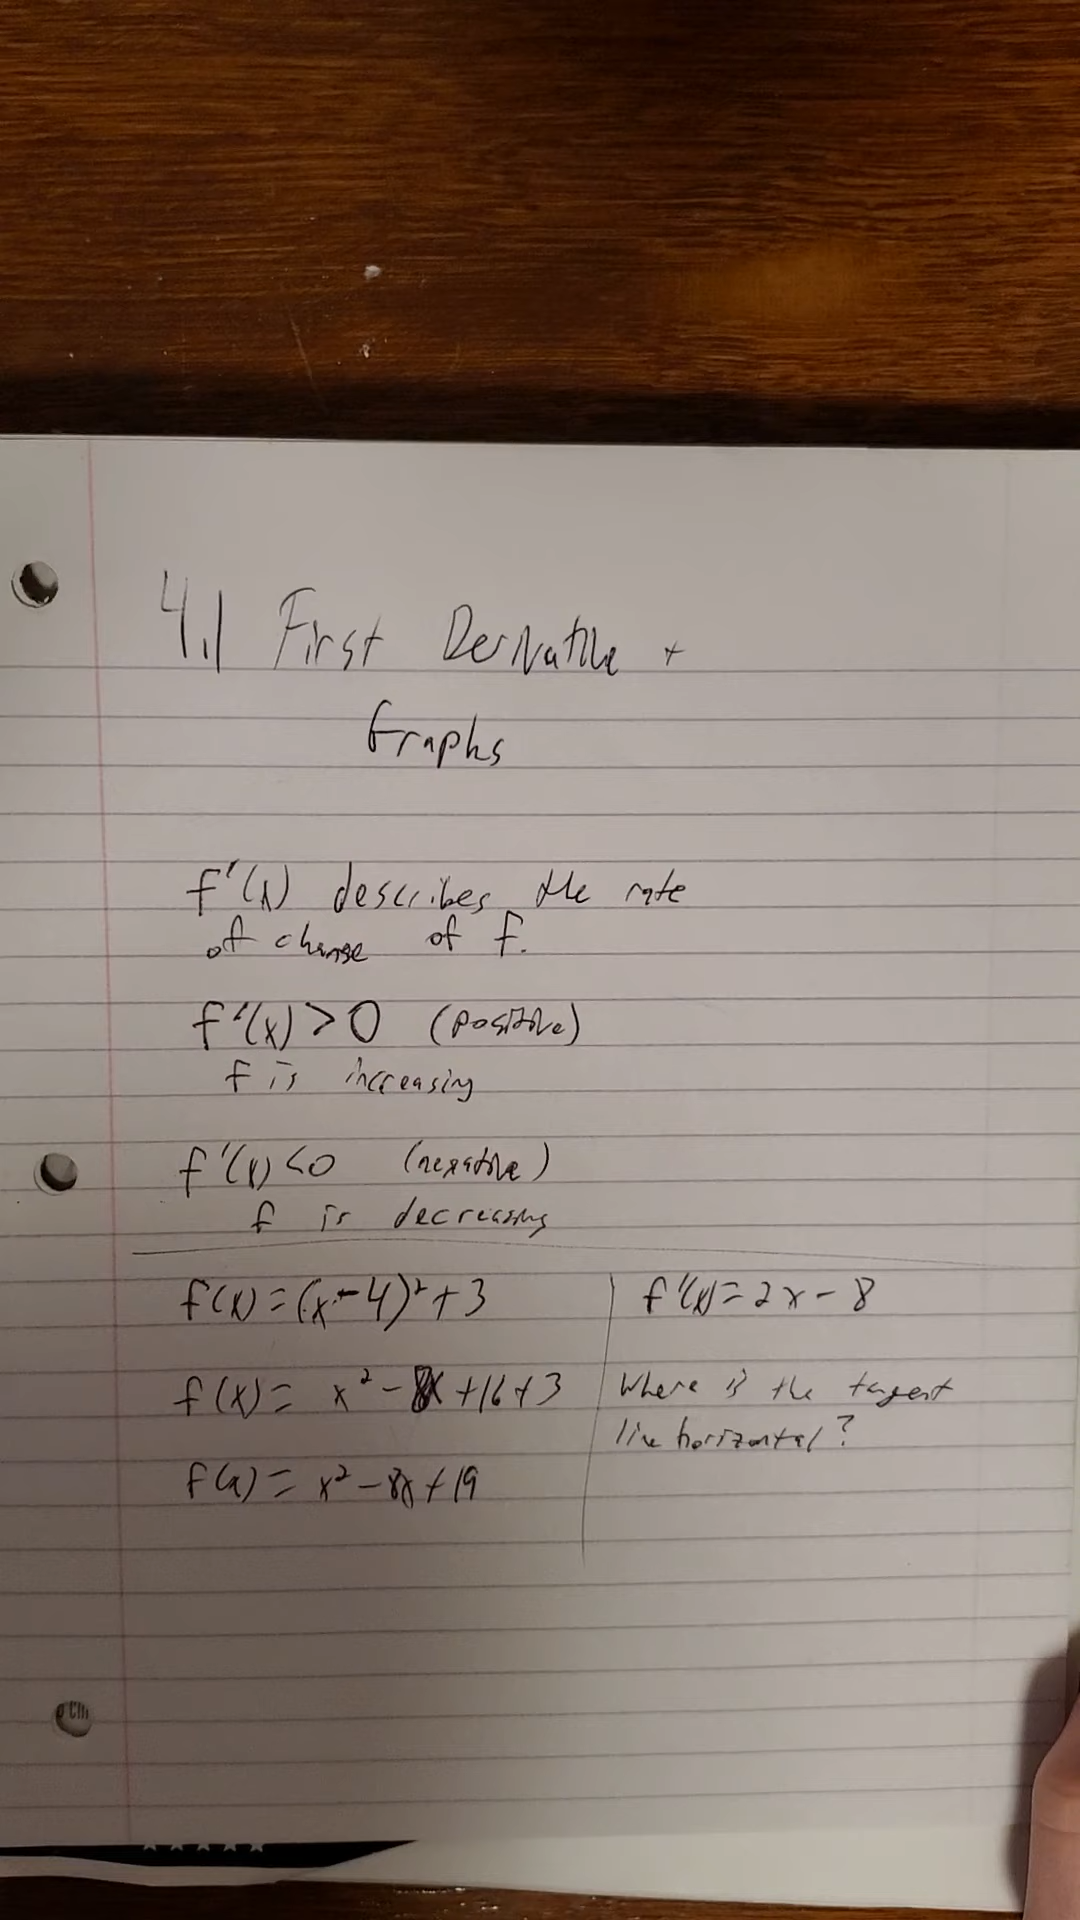 4.1 First Derivative +
Graphs
f'(x) describes the rate
of change of f.
f'(x) > 0 (positive)
f is increasing
f'(x) < 0 (negative)
f is decreasing
f(x) = (x-4)² + 3
f(x) = x² - 8x + 16 + 3
f(x) = x² - 8x + 19
f'(x) = 2x - 8
Where is the tangent
line horizontal?